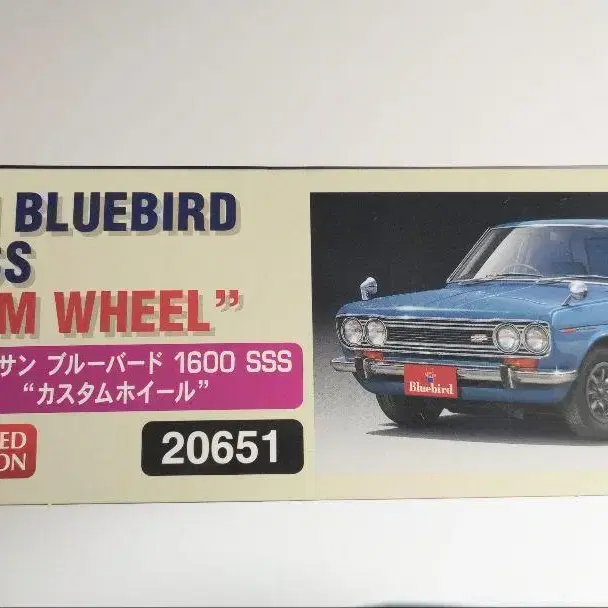 BLUEBIRD
SS
M WHEEL”
サン ブルーバード 1600 SSS
“カスタムホイール”
ED
ON
20651
Bluebird